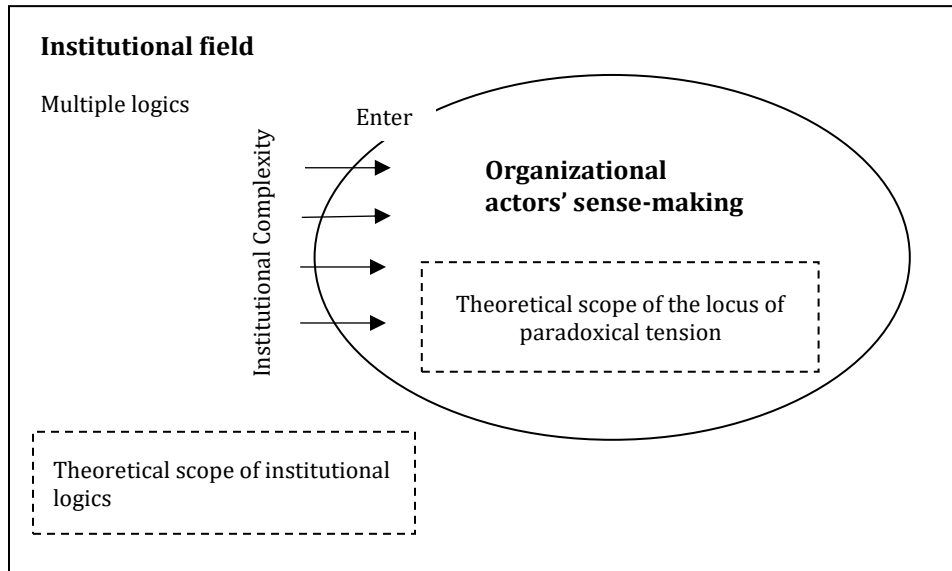 Institutional field
Multiple logics
Enter
Institutional Complexity
Organizational
actors’ sense-making
Theoretical scope of the locus of
paradoxical tension
Theoretical scope of institutional
logics